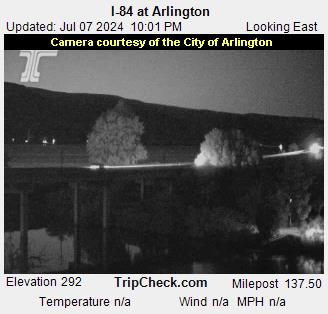 I-84 at Arlington
Updated: Jul 07 2024 10:01 PM Looking East
Camera courtesy of the City of Arlington
Elevation 292 TripCheck.com Milepost 137.50
Temperature n/a Wind n/a MPH n/a